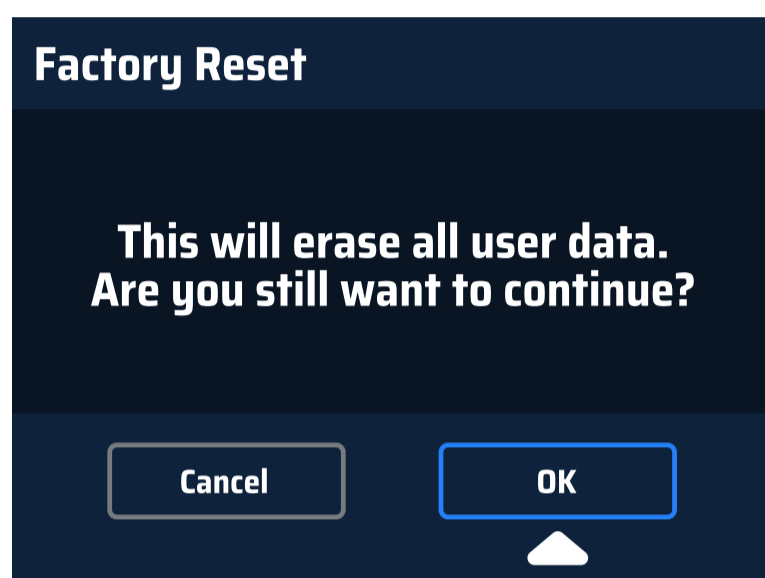 Factory Reset
This will erase all user data.
Are you still want to continue?
Cancel
OK